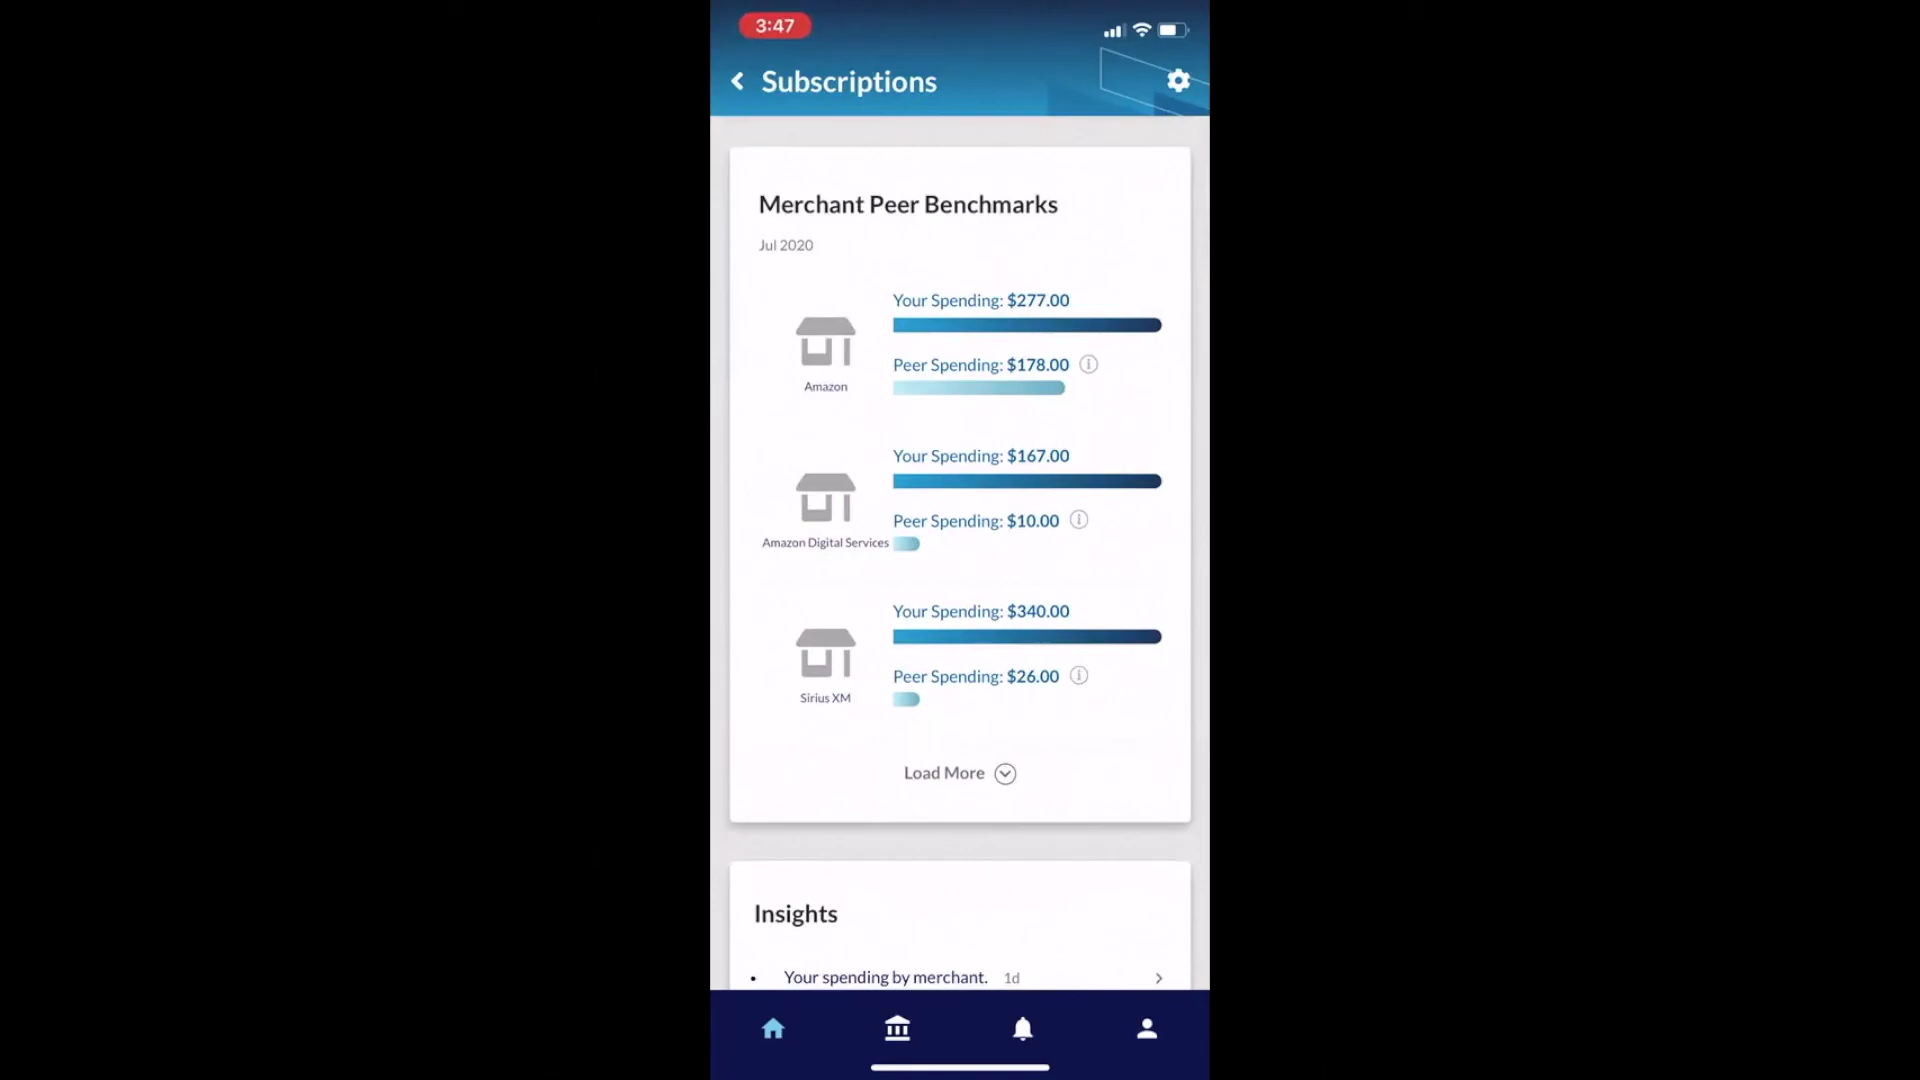 3:47
Subscriptions
Merchant Peer Benchmarks
Jul 2020
Your Spending: $277.00
Peer Spending: $178.00
Amazon
Your Spending: $167.00
Peer Spending: $10.00
Amazon Digital Services
Your Spending: $340.00
Peer Spending: $26.00
Sirius XM
Load More
Insights
• Your spending by merchant. 1d